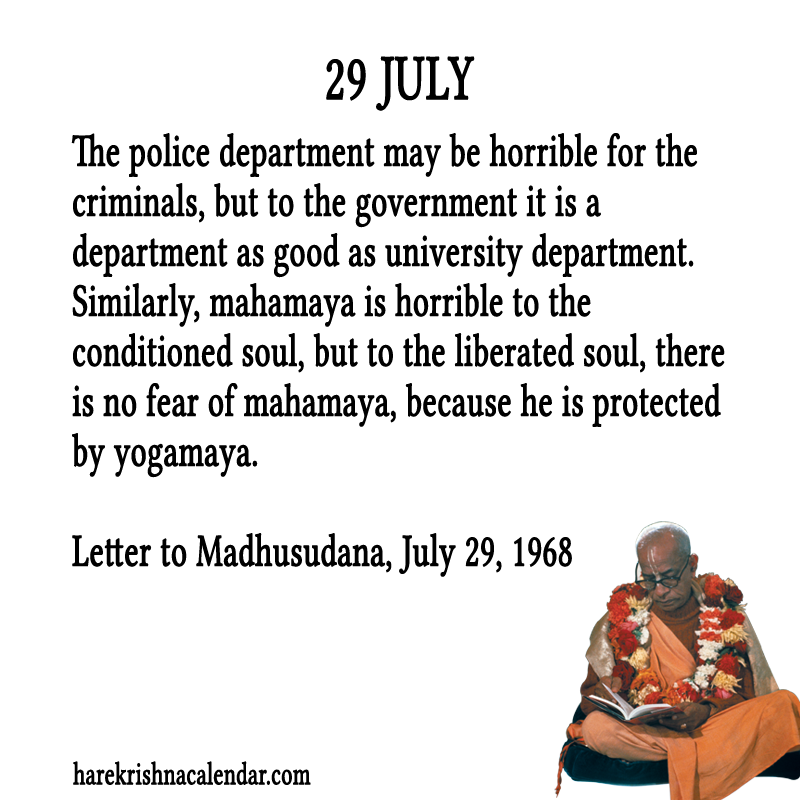 29 JULY
The police department may be horrible for the
criminals, but to the government it is a
department as good as university department.
Similarly, mahamaya is horrible to the
conditioned soul, but to the liberated soul, there
is no fear of mahamaya, because he is protected
by yogamaya.
Letter to Madhusudana, July 29, 1968
harekrishnacalendar.com